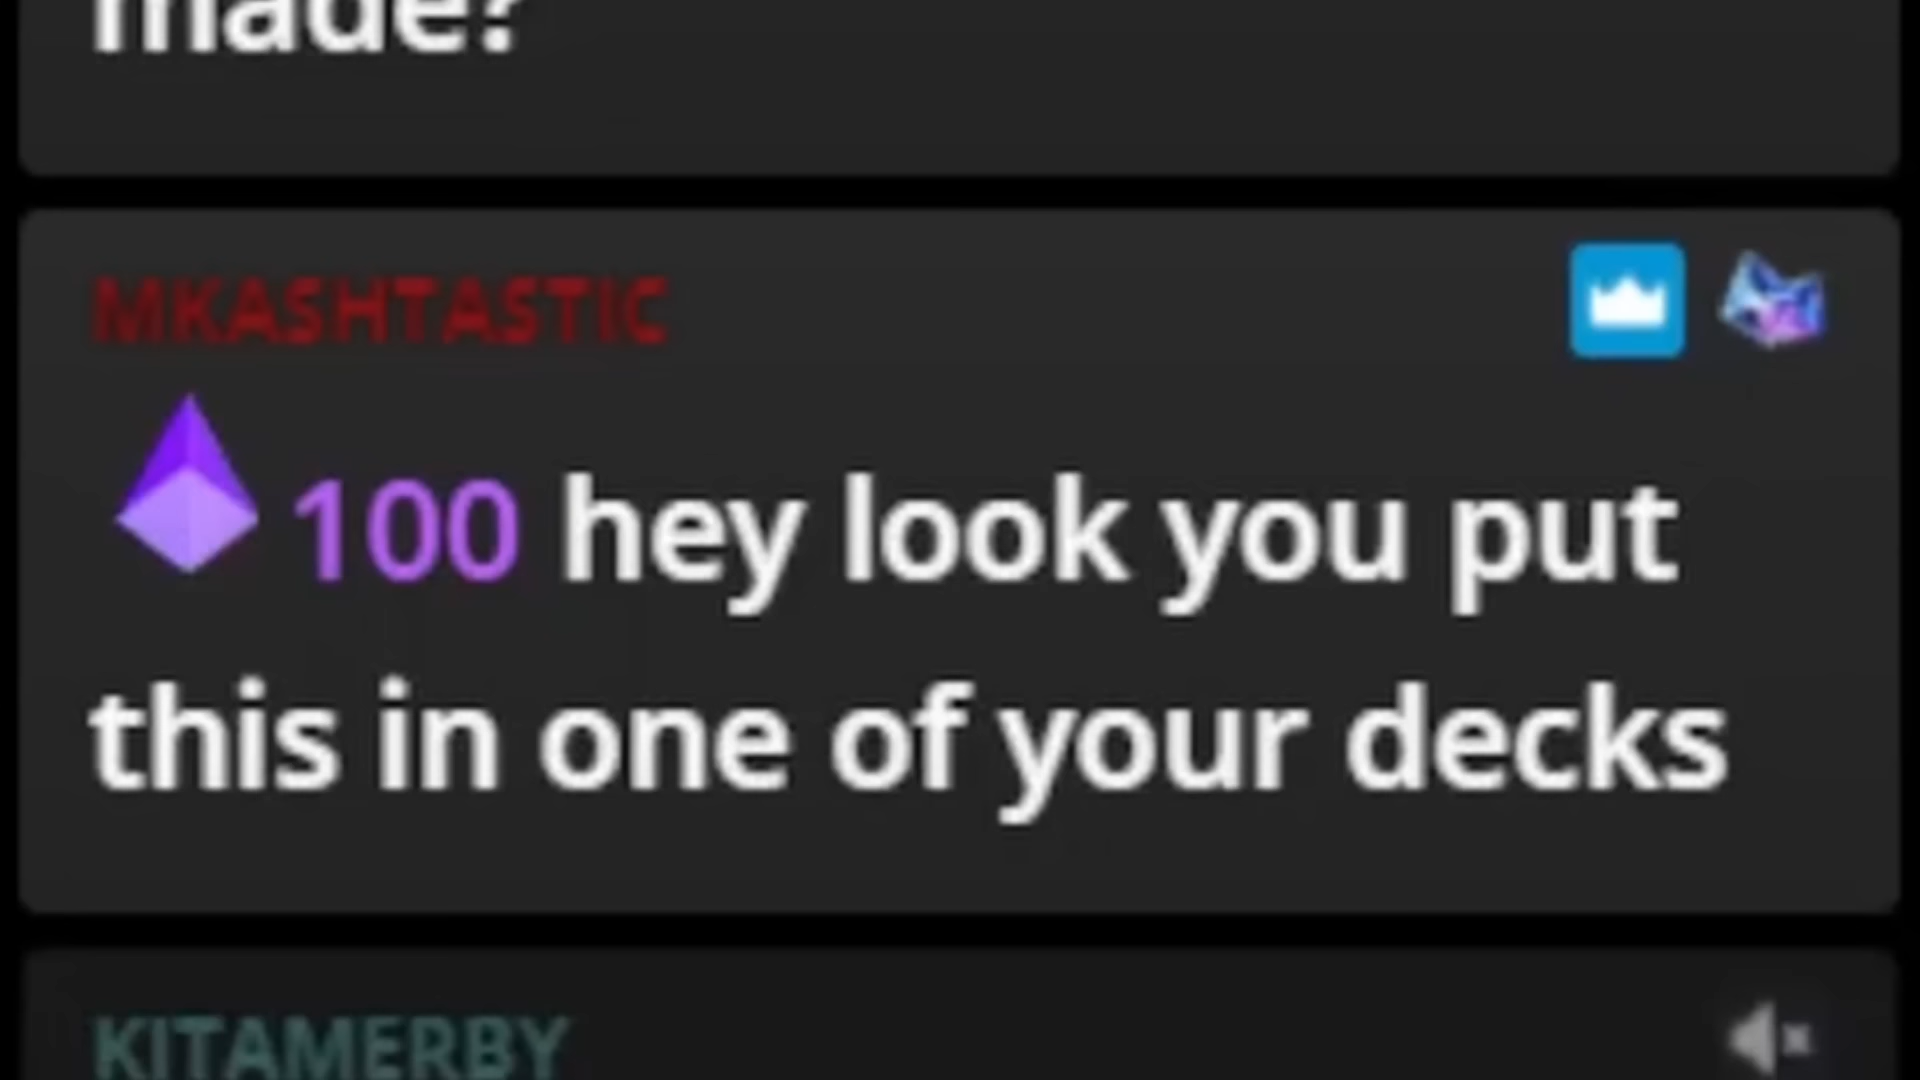 made?
MKASHTASTIC
100 hey look you put
this in one of your decks
KITAMERBY